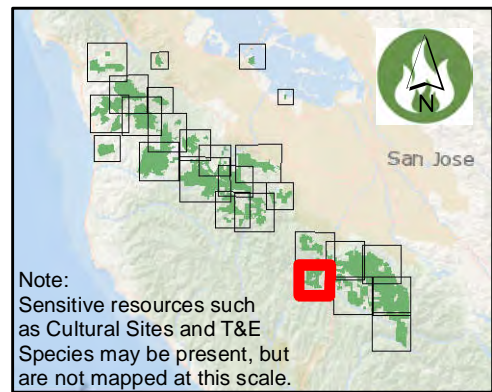 N
San Jose
Note:
Sensitive resources such
as Cultural Sites and T&E
Species may be present, but
are not mapped at this scale.